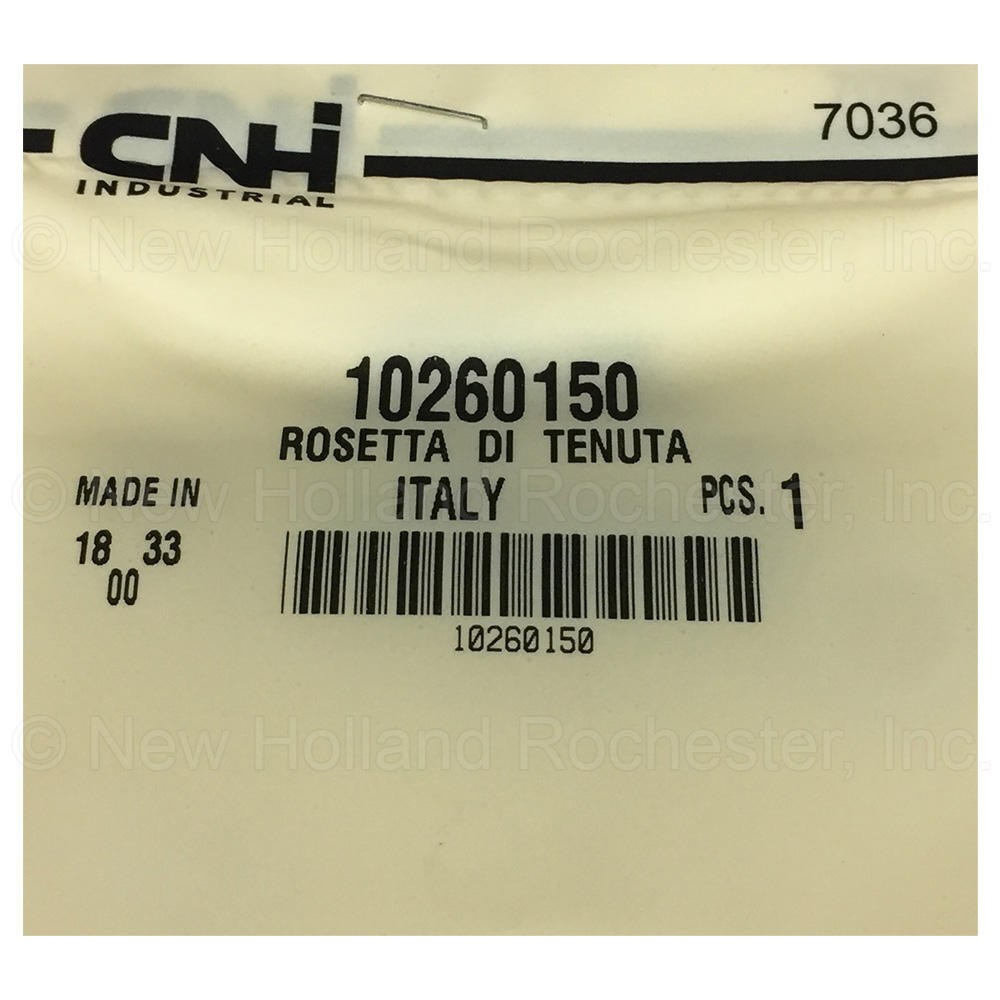 CNH
INDUSTRIAL
7036
© New Holland Rochester, Inc.
10260150
ROSETTA DI TENUTA
MADE IN ITALY PCS. 1
© New Holland Rochester, Inc.
18 33
00
10260150
© New Holland Rochester, Inc.